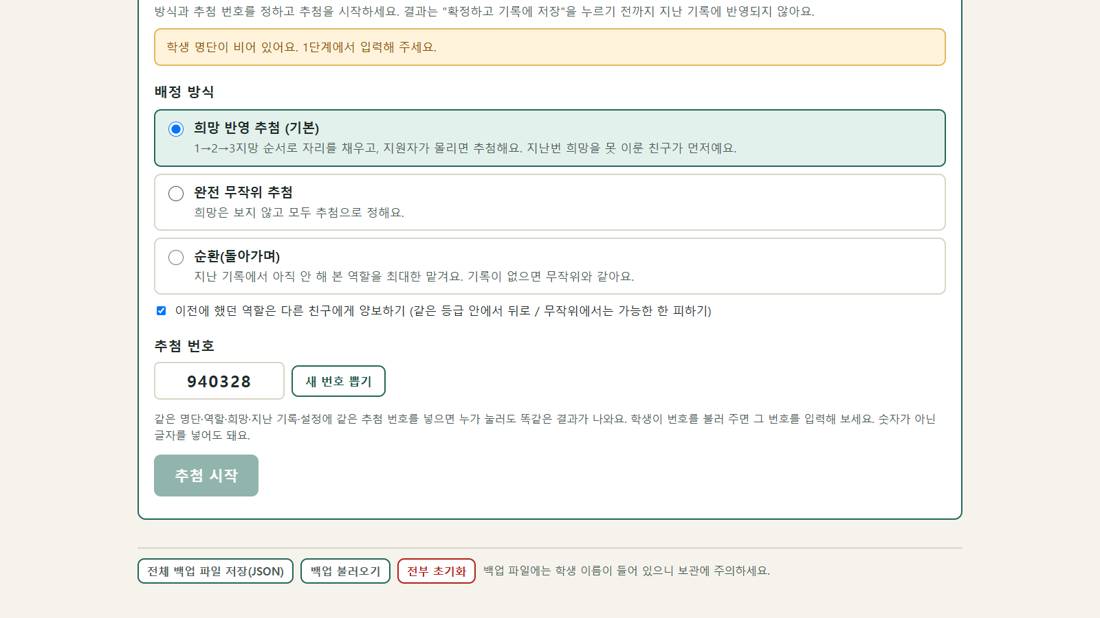 방식과 추첨 번호를 정하고 추첨을 시작하세요. 결과는 "확정하고 기록에 저장"을 누르기 전까지 지난 기록에 반영되지 않아요.
학생 명단이 비어 있어요. 1단계에서 입력해 주세요.
배정 방식
희망 반영 추첨 (기본)
1→2→3지망 순서로 자리를 채우고, 지원자가 몰리면 추첨해요. 지난번 희망을 못 이룬 친구가 먼저예요.
완전 무작위 추첨
희망은 보지 않고 모두 추첨으로 정해요.
순환(돌아가며)
지난 기록에서 아직 안 해 본 역할을 최대한 맡겨요. 기록이 없으면 무작위와 같아요.
이전에 했던 역할은 다른 친구에게 양보하기 (같은 등급 안에서 뒤로 / 무작위에서는 가능한 한 피하기)
추첨 번호
940328 새 번호 뽑기
같은 명단·역할·희망·지난 기록·설정에 같은 추첨 번호를 넣으면 누가 눌러도 똑같은 결과가 나와요. 학생이 번호를 불러 주면 그 번호를 입력해 보세요. 숫자가 아닌
글자를 넣어도 돼요.
추첨 시작
전체 백업 파일 저장(JSON) 백업 불러오기 전부 초기화 백업 파일에는 학생 이름이 들어 있으니 보관에 주의하세요.